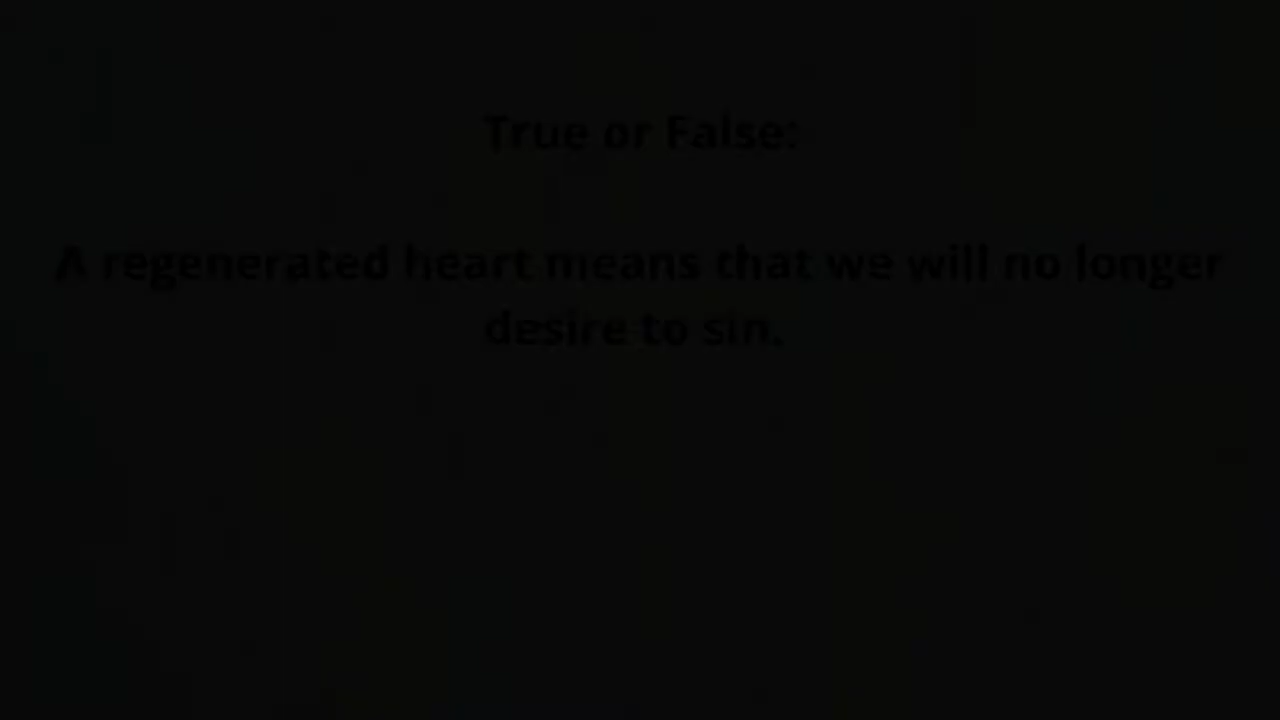 True or False:
A regenerated heart means that we will no longer
desire to sin.